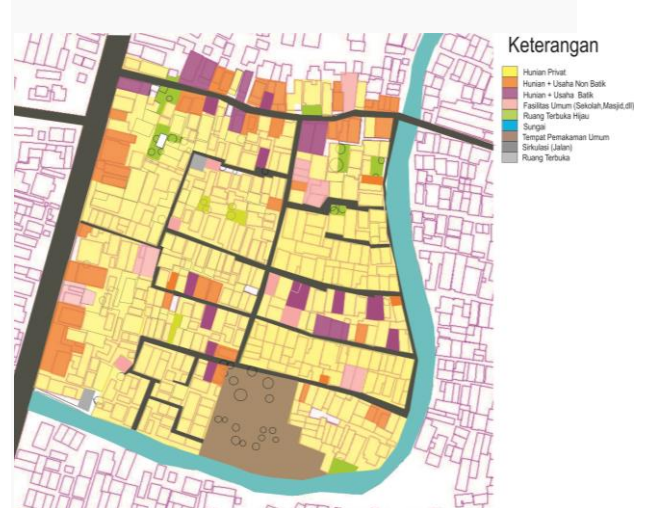 Keterangan
Hunian Privat
Hunian + Usaha Non Batik
Hunian + Usaha Batik
Fasilitas Umum (Sekolah,Masjid,dll)
Ruang Terbuka Hijau
Sungai
Tempat Pemakaman Umum
Sirkulasi (Jalan)
Ruang Terbuka